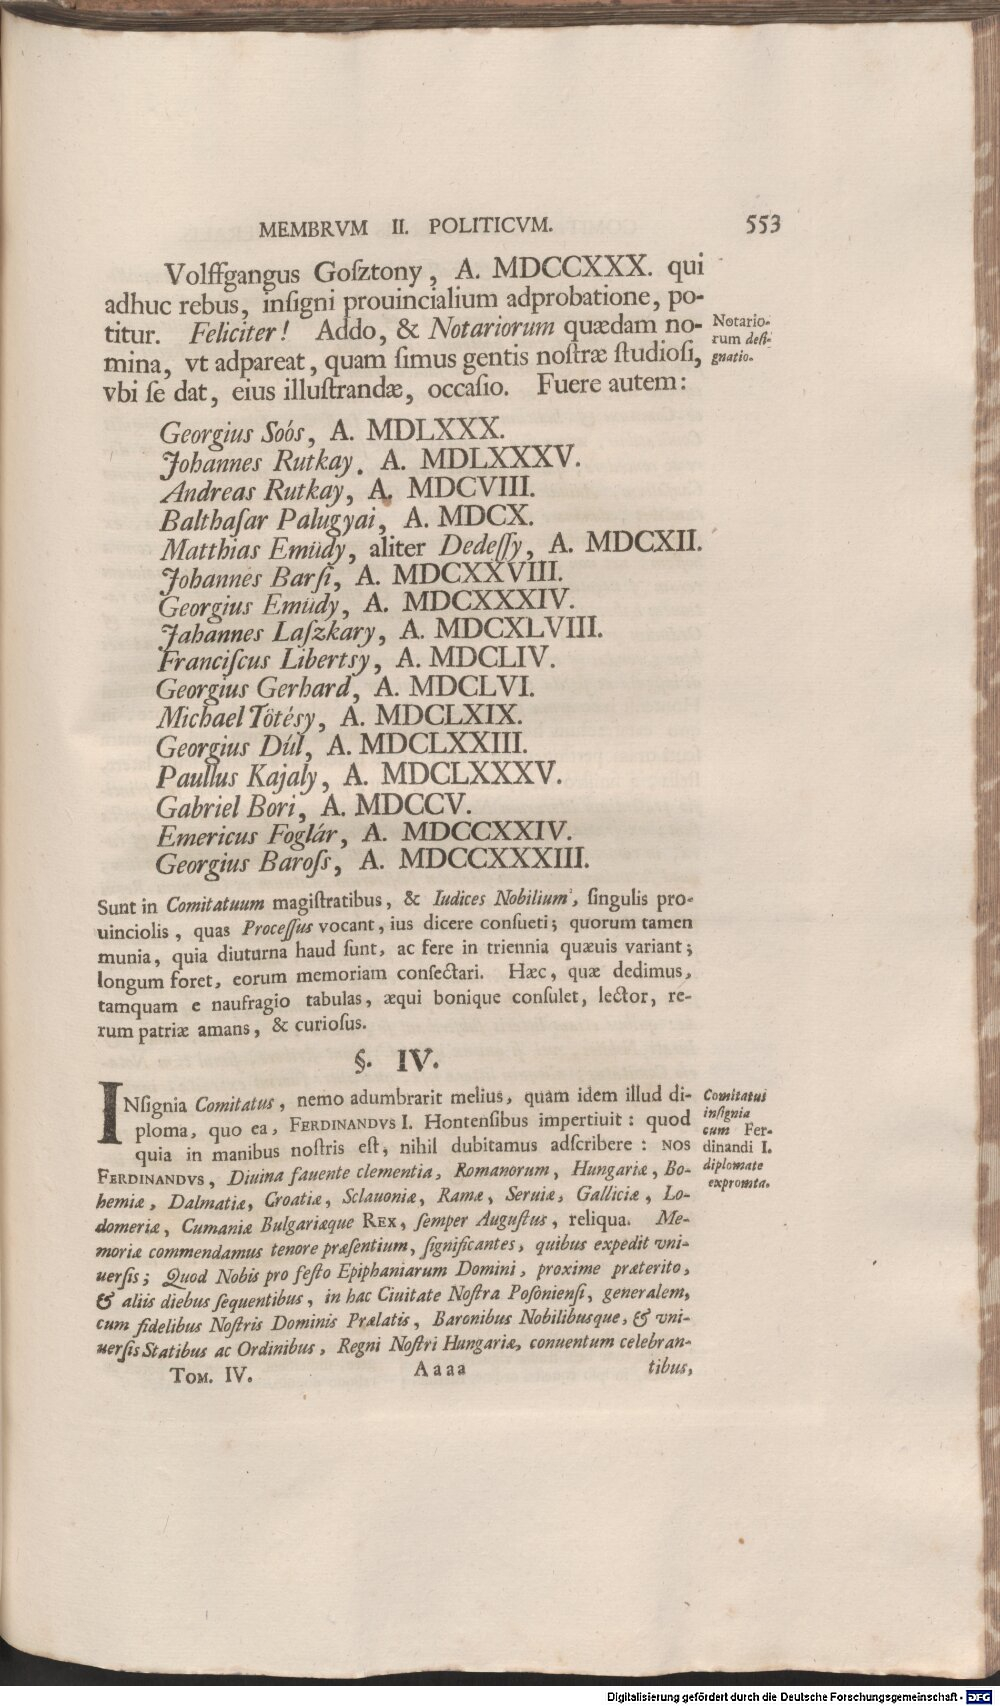 MEMBRVM II. POLITICVM. 553
Volffgangus Goſztony, A. MDCCXXX. qui
adhuc rebus, inſigni prouincialium adprobatione, po-
titur. Feliciter! Addo, & Notariorum quædam no-
mina, vt adpareat, quam ſimus gentis noſtræ ſtudioſi,
vbi ſe dat, eius illuſtrandæ, occaſio. Fuere autem:
Notario-
rum deſi-
gnatio.
Georgius Soós, A. MDLXXX.
Johannes Rutkay, A. MDLXXXV.
Andreas Rutkay, A. MDCVIII.
Balthaſar Palugyai, A. MDCX.
Matthias Emüdy, aliter Dedeſſy, A. MDCXII.
Johannes Barſi, A. MDCXXVIII.
Georgius Emüdy, A. MDCXXXIV.
Jahannes Laſzkary, A. MDCXLVIII.
Franciſcus Libertsy, A. MDCLIV.
Georgius Gerhard, A. MDCLVI.
Michael Tötésy, A. MDCLXIX.
Georgius Dúl, A. MDCLXXIII.
Paullus Kajaly, A. MDCLXXXV.
Gabriel Bori, A. MDCCV.
Emericus Foglár, A. MDCCXXIV.
Georgius Baroſs, A. MDCCXXXIII.
Sunt in Comitatuum magiſtratibus, & Iudices Nobilium, ſingulis pro-
uinciolis, quas Proceſſus vocant, ius dicere conſueti; quorum tamen
munia, quia diuturna haud ſunt, ac fere in triennia quæuis variant;
longum foret, eorum memoriam conſectari. Hæc, quæ dedimus,
tamquam e naufragio tabulas, æqui bonique conſulet, lector, re-
rum patriæ amans, & curioſus.
§. IV.
INſignia Comitatus, nemo adumbrarit melius, quam idem illud di-
ploma, quo ea, FERDINANDVS I. Hontenſibus impertiuit: quod
quia in manibus noſtris eſt, nihil dubitamus adſcribere: NOS
FERDINANDVS, Diuina fauente clementia, Romanorum, Hungariæ, Bo-
hemiæ, Dalmatiæ, Croatiæ, Sclauoniæ, Ramæ, Seruiæ, Galliciæ, Lo-
domeriæ, Cumaniæ Bulgariæque REX, ſemper Auguſtus, reliqua. Me-
moriæ commendamus tenore præſentium, ſignificantes, quibus expedit vni-
uerſis; Quod Nobis pro feſto Epiphaniarum Domini, proxime præterito,
& aliis diebus ſequentibus, in hac Ciuitate Noſtra Poſonienſi, generalem,
cum fidelibus Noſtris Dominis Prælatis, Baronibus Nobilibusque, & vni-
uerſis Statibus ac Ordinibus, Regni Noſtri Hungariæ, conuentum celebran-
Comitatus
inſignia
cum Fer-
dinandi I.
diplomate
expromta.
TOM. IV. Aaaa tibus,
Digitalisierung gefördert durch die Deutsche Forschungsgemeinschaft - DFG